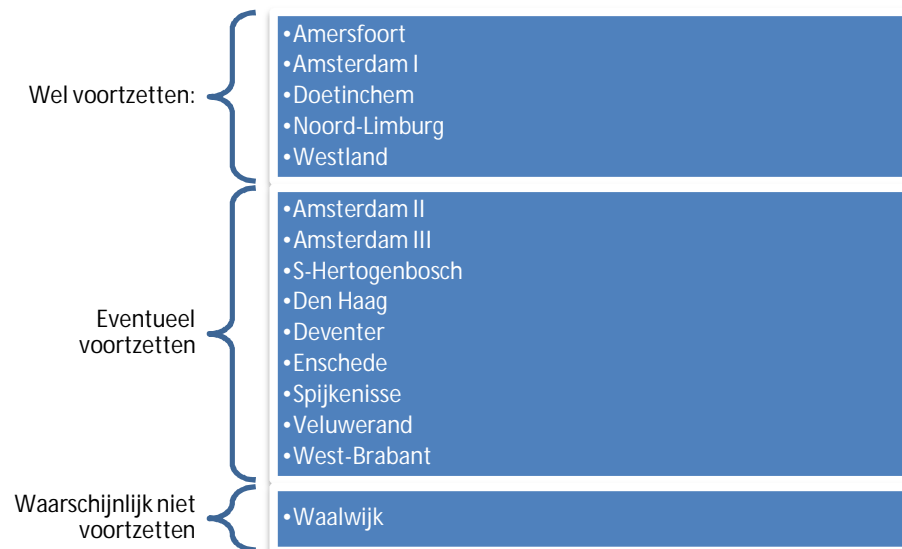 Wel voortzetten:
•Amersfoort
•Amsterdam I
•Doetinchem
•Noord-Limburg
•Westland
Eventueel
voortzetten
•Amsterdam II
•Amsterdam III
•S-Hertogenbosch
•Den Haag
•Deventer
•Enschede
•Spijkenisse
•Veluwerand
•West-Brabant
Waarschijnlijk niet
voortzetten
•Waalwijk